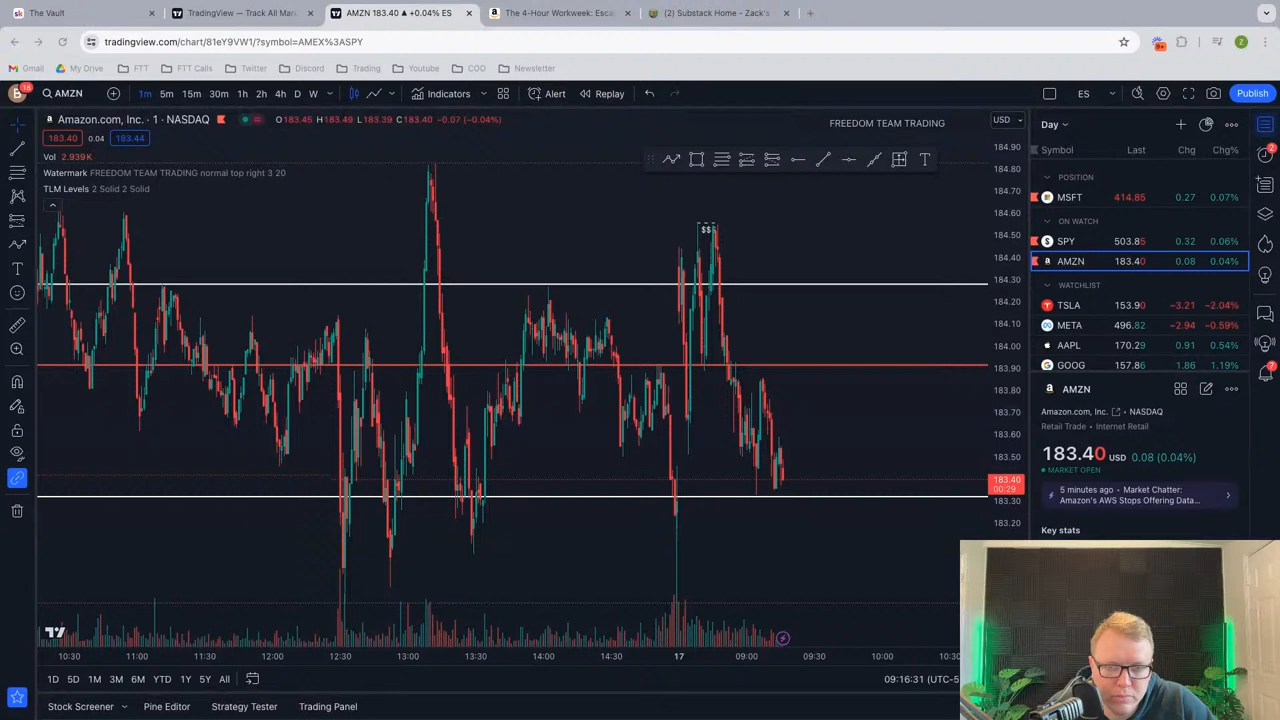 The Vault
TradingView — Track All Mar
AMZN 183.40 ▲ +0.04% ES
The 4-Hour Workweek: Esca
(2) Substack Home - Zack's
tradingview.com/chart/81eY9VW1/?symbol=AMEX%3ASPY
Gmail
My Drive
FTT
FTT Calls
Twitter
Discord
Trading
Youtube
COO
Newsletter
AMZN
1m
5m
15m
30m
1h
2h
4h
D
W
Indicators
Alert
Replay
ES
Publish
Amazon.com, Inc. · 1 · NASDAQ
O183.45 H183.49 L183.39 C183.40 -0.07 (-0.04%)
183.40
0.04
183.44
Vol 2.939K
Watermark FREEDOM TEAM TRADING normal top right 3 20
TLM Levels 2 Solid 2 Solid
FREEDOM TEAM TRADING
$$$
USD
184.90
184.80
184.70
184.60
184.50
184.40
184.30
184.20
184.10
184.00
183.90
183.80
183.70
183.60
183.50
183.40
00:29
183.30
183.20
10:30
11:00
11:30
12:00
12:30
13:00
13:30
14:00
14:30
17
09:00
09:30
10:00
10:30
1D
5D
1M
3M
6M
YTD
1Y
5Y
All
09:16:31 (UTC-5
Stock Screener
Pine Editor
Strategy Tester
Trading Panel
Day
Symbol Last Chg Chg%
POSITION
MSFT 414.85 0.27 0.07%
ON WATCH
SPY 503.85 0.32 0.06%
AMZN 183.40 0.08 0.04%
WATCHLIST
TSLA 153.90 −3.21 −2.04%
META 496.82 −2.94 −0.59%
AAPL 170.29 0.91 0.54%
GOOG 157.86 1.86 1.19%
AMZN
Amazon.com, Inc. • NASDAQ
Retail Trade • Internet Retail
183.40 USD 0.08 (0.04%)
MARKET OPEN
5 minutes ago • Market Chatter:
Amazon's AWS Stops Offering Data...
Key stats